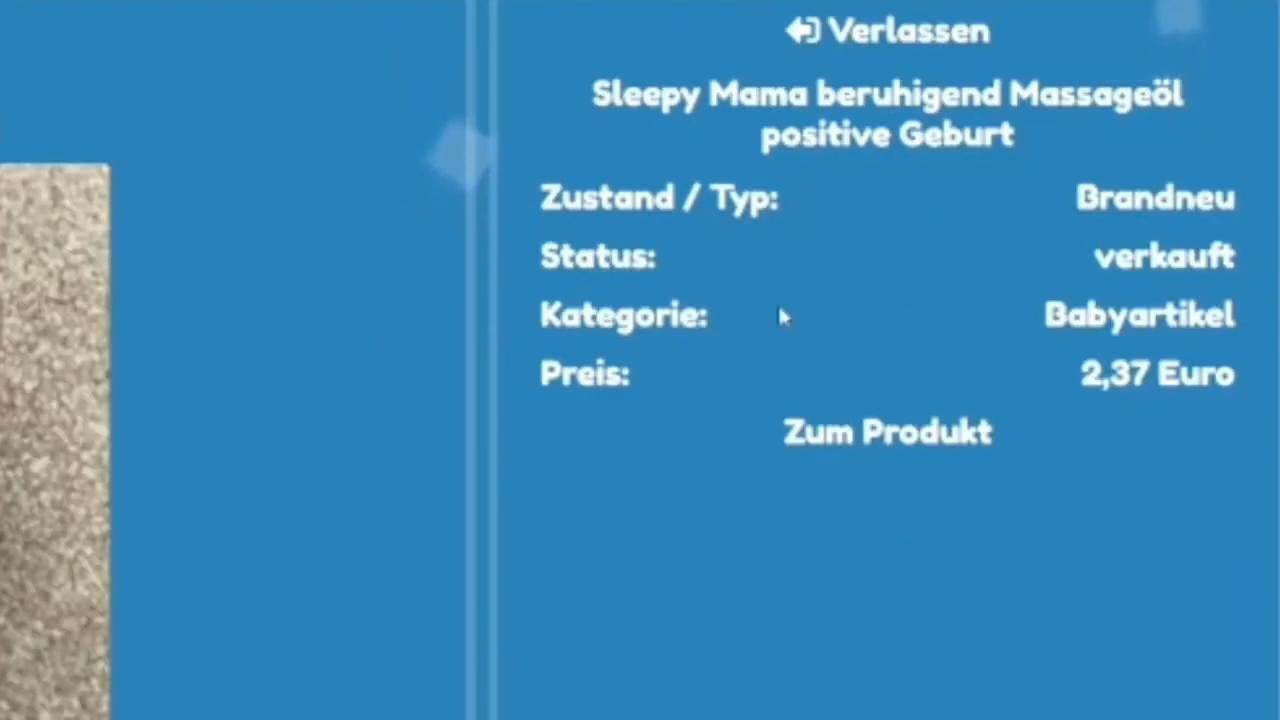 Verlassen
Sleepy Mama beruhigend Massageöl
positive Geburt
Zustand / Typ: Brandneu
Status: verkauft
Kategorie: Babyartikel
Preis: 2,37 Euro
Zum Produkt